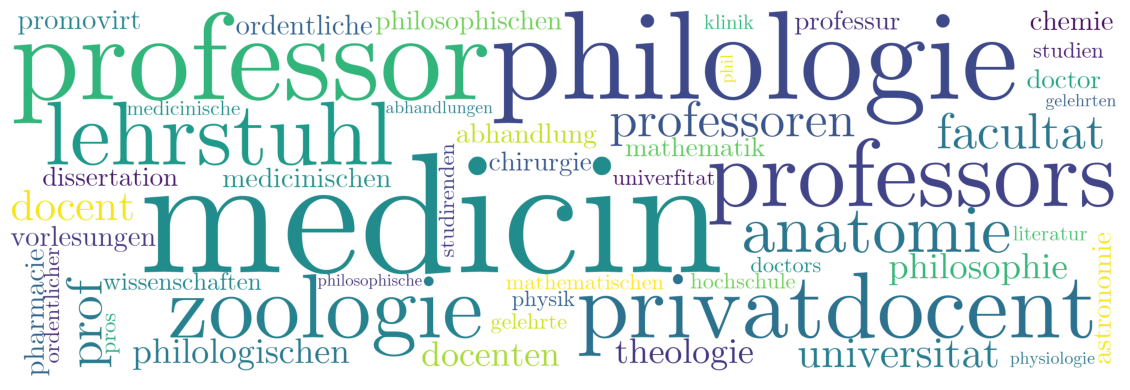 promovirt
ordentliche
philosophischen
klinik
professur
chemie
professor
philologie
phil
studien
doctor
gelehrten
medicinische
abhandlungen
lehrstuhl
abhandlung
professoren
facultat
mathematik
chirurgie
professors
dissertation
medicinischen
studirenden
univerfitat
docent
medicin
vorlesungen
anatomie
literatur
doctors
philosophie
astronomie
pharmacie
ordentlicher
prof
pros
wissenschaften
philosophische
mathematischen
hochschule
zoologie
physik
gelehrte
privatdocent
philologischen
docenten
theologie
universitat
physiologie